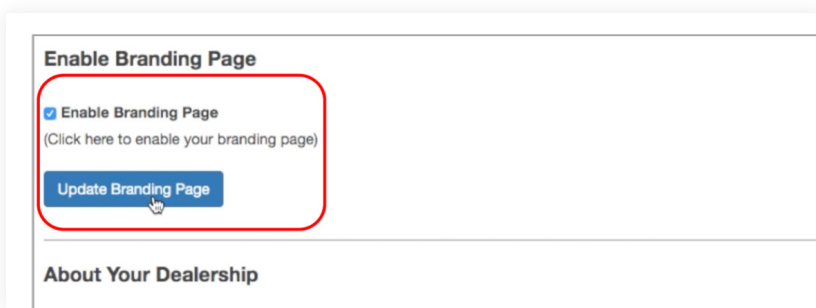 Enable Branding Page
Enable Branding Page
(Click here to enable your branding page)
Update Branding Page
About Your Dealership